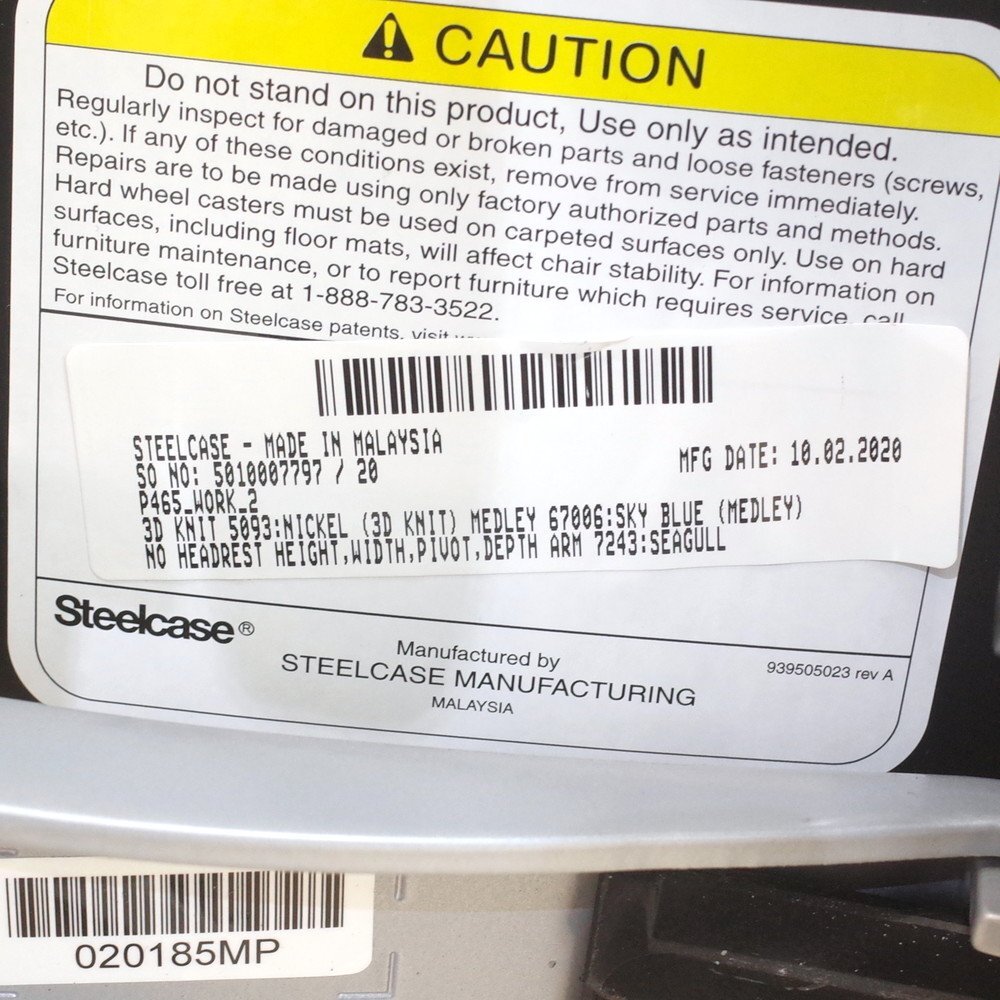 CAUTION
Do not stand on this product, Use only as intended.
Regularly inspect for damaged or broken parts and loose fasteners (screws,
etc.). If any of these conditions exist, remove from service immediately.
Repairs are to be made using only factory authorized parts and methods.
Hard wheel casters must be used on carpeted surfaces only. Use on hard
surfaces, including floor mats, will affect chair stability. For information on
furniture maintenance, or to report furniture which requires service, call
Steelcase toll free at 1-888-783-3522.
For information on Steelcase patents, visit
STEELCASE - MADE IN MALAYSIA
MFG DATE: 10.02.2020
SO NO: 5010007797 / 20
P465_WORK_2
3D KNIT 5093:NICKEL (3D KNIT) MEDLEY 67006:SKY BLUE (MEDLEY)
NO HEADREST HEIGHT,WIDTH,PIVOT,DEPTH ARM 7243:SEAGULL
Steelcase®
Manufactured by
STEELCASE MANUFACTURING
MALAYSIA
939505023 rev A
020185MP